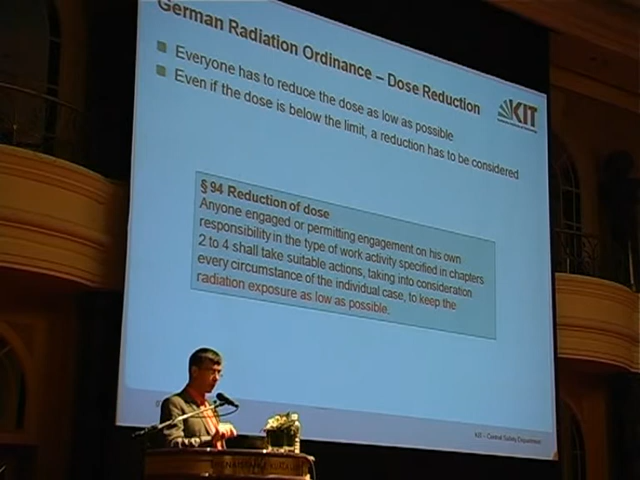 German Radiation Ordinance – Dose Reduction
Everyone has to reduce the dose as low as possible
Even if the dose is below the limit, a reduction has to be considered
KIT
§ 94 Reduction of dose
Anyone engaged or permitting engagement on his own
responsibility in the type of work activity specified in chapters
2 to 4 shall take suitable actions, taking into consideration
every circumstance of the individual case, to keep the
radiation exposure as low as possible.
KIT – Central Safety Department